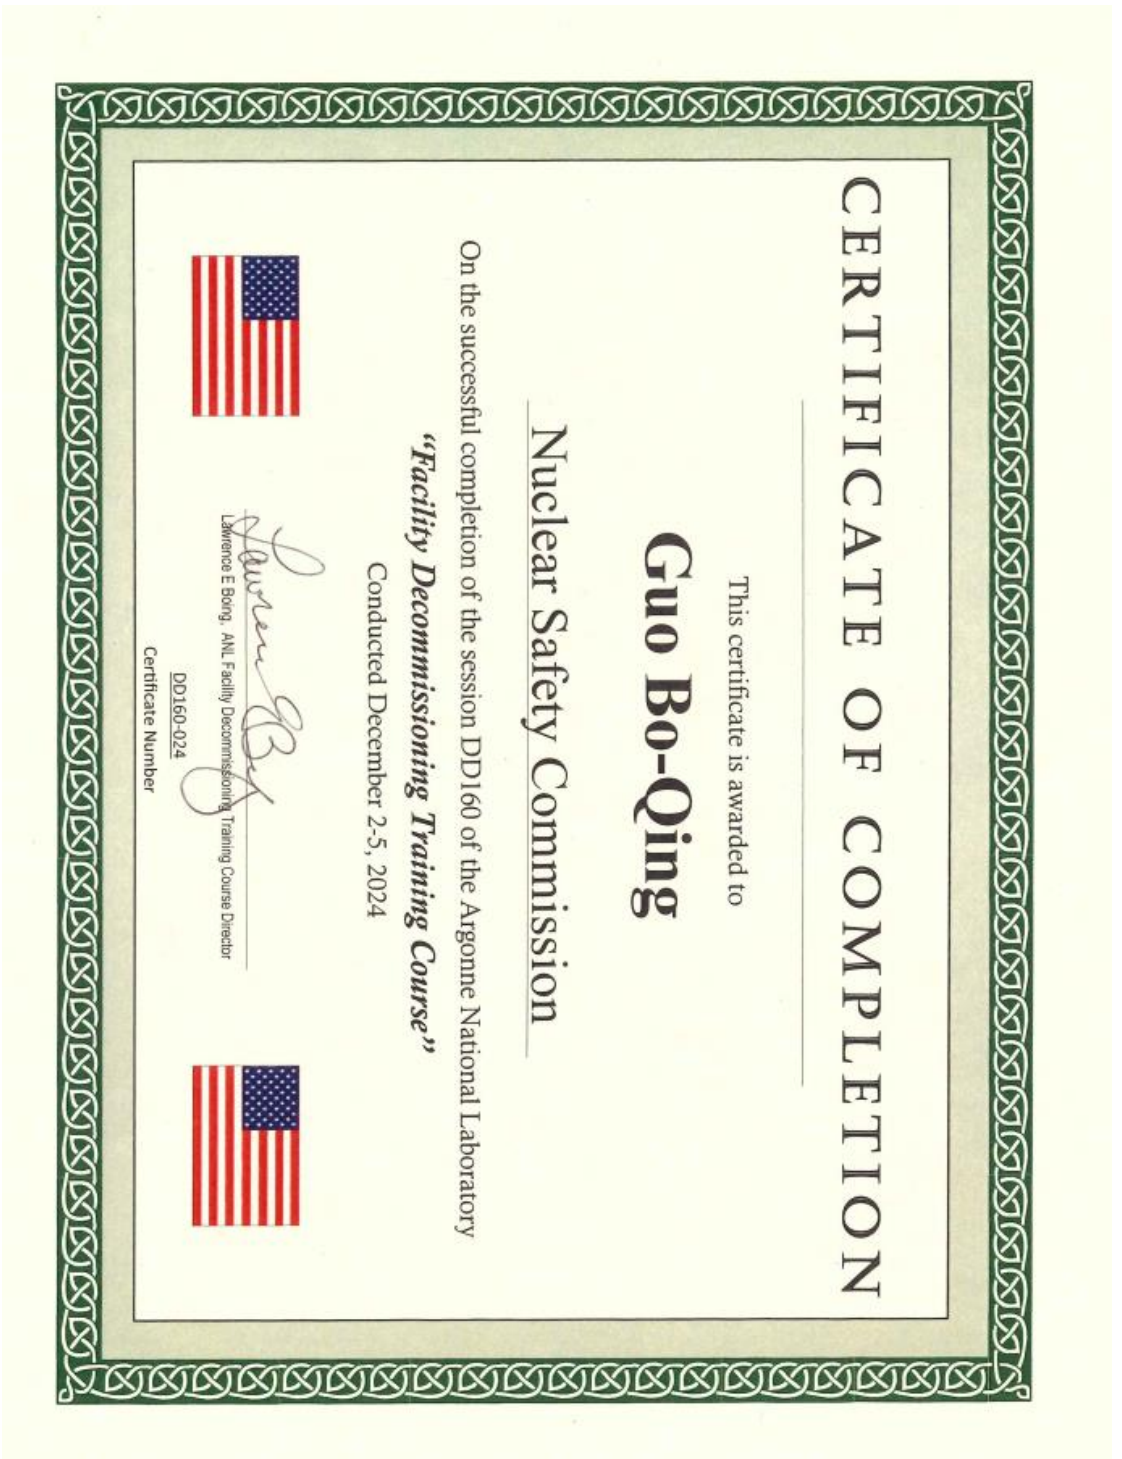 CERTIFICATE OF COMPLETION
This certificate is awarded to
Guo Bo-Qing
Nuclear Safety Commission
On the successful completion of the session DD160 of the Argonne National Laboratory
“Facility Decommissioning Training Course”
Conducted December 2-5, 2024
Lawrence E Boing, ANL Facility Decommissioning Training Course Director
DD160-024
Certificate Number